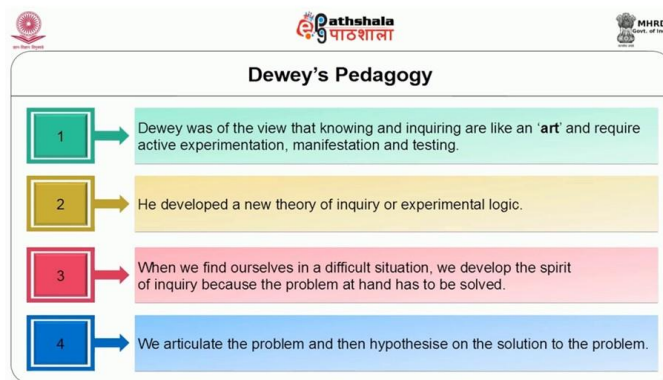 ePathshala
पाठशाला
MHRD
Govt. of Ind
Dewey's Pedagogy
1
Dewey was of the view that knowing and inquiring are like an 'art' and require
active experimentation, manifestation and testing.
2
He developed a new theory of inquiry or experimental logic.
3
When we find ourselves in a difficult situation, we develop the spirit
of inquiry because the problem at hand has to be solved.
4
We articulate the problem and then hypothesise on the solution to the problem.